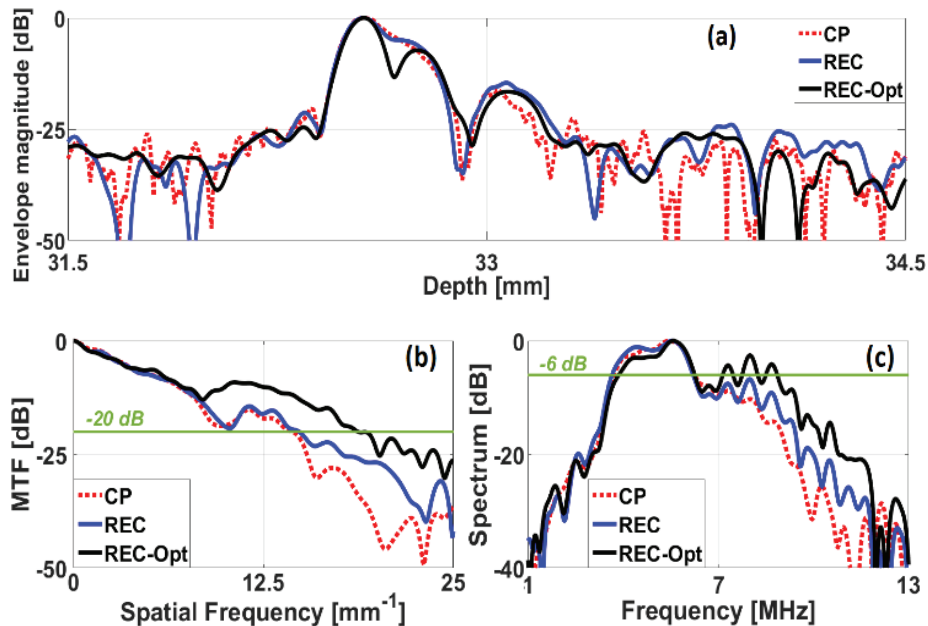 Envelope magnitude [dB]
0
-25
-50
(a)
CP
REC
REC-Opt
31.5
33
34.5
Depth [mm]
MTF [dB]
0
-25
-50
(b)
-20 dB
CP
REC
REC-Opt
0
12.5
25
Spatial Frequency [mm-1]
Spectrum [dB]
0
-20
-40
(c)
-6 dB
CP
REC
REC-Opt
1
7
13
Frequency [MHz]